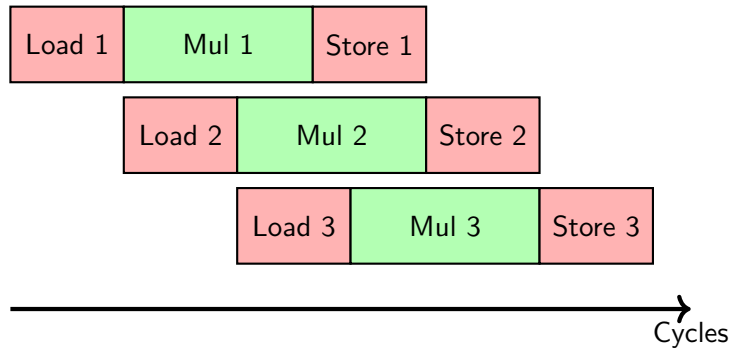 Load 1 Mul 1 Store 1
Load 2 Mul 2 Store 2
Load 3 Mul 3 Store 3
Cycles